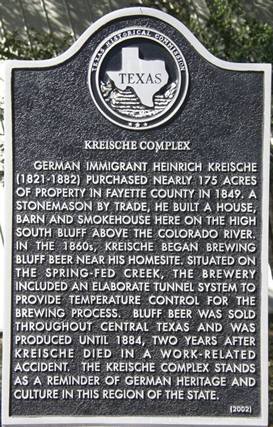 TEXAS HISTORICAL COMMISSION
TEXAS
KREISCHE COMPLEX
GERMAN IMMIGRANT HEINRICH KREISCHE
(1821-1882) PURCHASED NEARLY 175 ACRES
OF PROPERTY IN FAYETTE COUNTY IN 1849. A
STONEMASON BY TRADE, HE BUILT A HOUSE,
BARN AND SMOKEHOUSE HERE ON THE HIGH
SOUTH BLUFF ABOVE THE COLORADO RIVER.
IN THE 1860s, KREISCHE BEGAN BREWING
BLUFF BEER NEAR HIS HOMESITE. SITUATED ON
THE SPRING-FED CREEK, THE BREWERY
INCLUDED AN ELABORATE TUNNEL SYSTEM TO
PROVIDE TEMPERATURE CONTROL FOR THE
BREWING PROCESS. BLUFF BEER WAS SOLD
THROUGHOUT CENTRAL TEXAS AND WAS
PRODUCED UNTIL 1884, TWO YEARS AFTER
KREISCHE DIED IN A WORK-RELATED
ACCIDENT. THE KREISCHE COMPLEX STANDS
AS A REMINDER OF GERMAN HERITAGE AND
CULTURE IN THIS REGION OF THE STATE.
(2002)